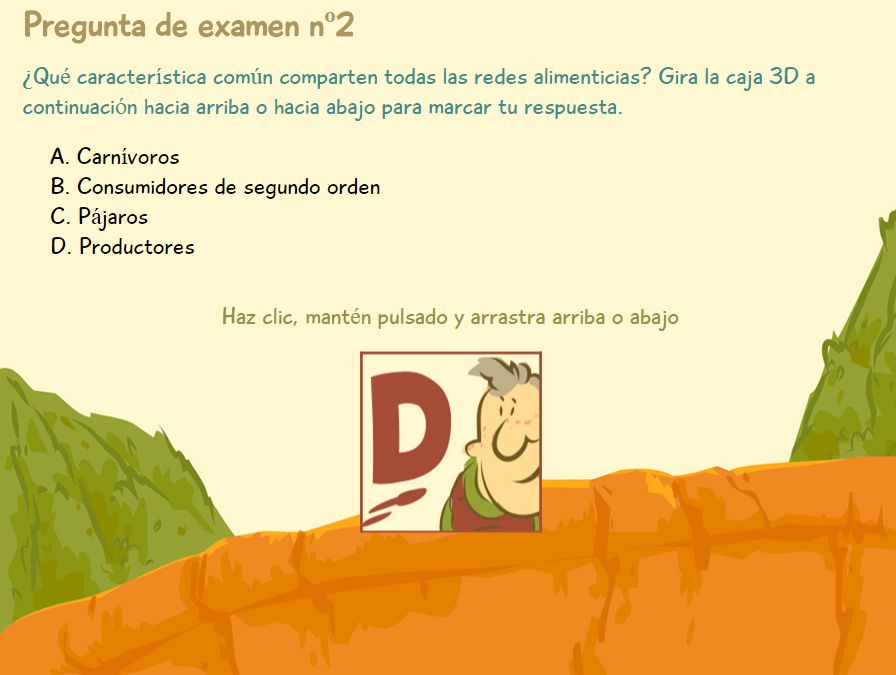 Pregunta de examen nº2
¿Qué característica común comparten todas las redes alimenticias? Gira la caja 3D a
continuación hacia arriba o hacia abajo para marcar tu respuesta.
A. Carnívoros
B. Consumidores de segundo orden
C. Pájaros
D. Productores
Haz clic, mantén pulsado y arrastra arriba o abajo
D